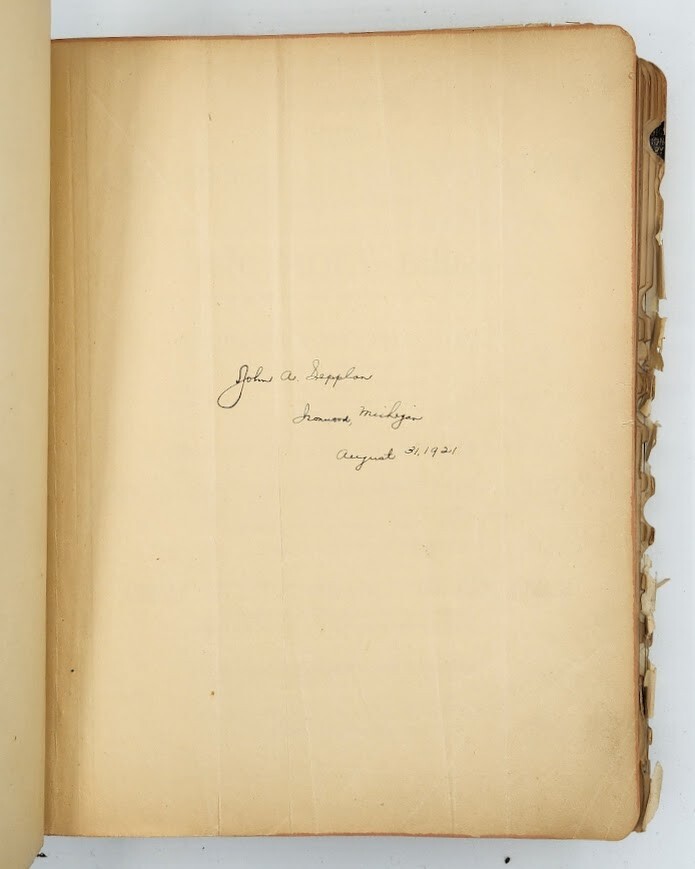 John A.
Ironwood, Michigan
August 31, 1921